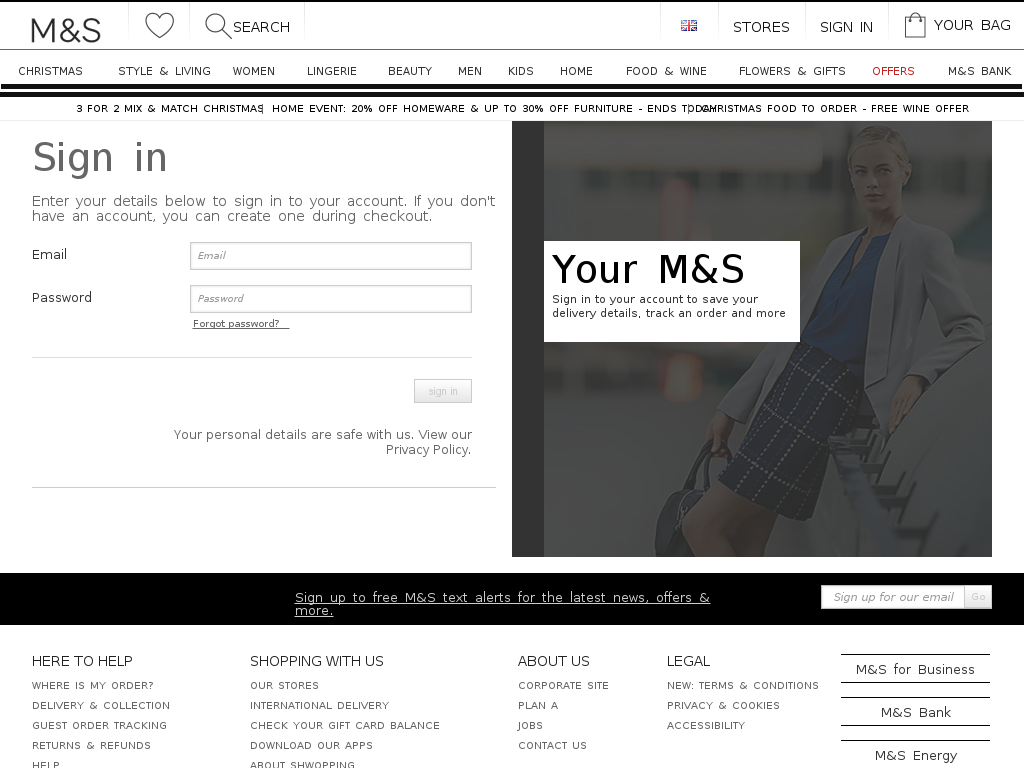 M&S
SEARCH
STORES
SIGN IN
YOUR BAG
CHRISTMAS
STYLE & LIVING
WOMEN
LINGERIE
BEAUTY
MEN
KIDS
HOME
FOOD & WINE
FLOWERS & GIFTS
OFFERS
M&S BANK
3 FOR 2 MIX & MATCH CHRISTMAS
HOME EVENT: 20% OFF HOMEWARE & UP TO 30% OFF FURNITURE - ENDS TODAY
CHRISTMAS FOOD TO ORDER - FREE WINE OFFER
Sign in
Enter your details below to sign in to your account. If you don't
have an account, you can create one during checkout.
Email
Email
Password
Password
Forgot password?
sign in
Your personal details are safe with us. View our
Privacy Policy.
Your M&S
Sign in to your account to save your
delivery details, track an order and more
Sign up to free M&S text alerts for the latest news, offers &
more.
Sign up for our email
Go
HERE TO HELP
WHERE IS MY ORDER?
DELIVERY & COLLECTION
GUEST ORDER TRACKING
RETURNS & REFUNDS
HELP
SHOPPING WITH US
OUR STORES
INTERNATIONAL DELIVERY
CHECK YOUR GIFT CARD BALANCE
DOWNLOAD OUR APPS
ABOUT SHWOPPING
ABOUT US
CORPORATE SITE
PLAN A
JOBS
CONTACT US
LEGAL
NEW: TERMS & CONDITIONS
PRIVACY & COOKIES
ACCESSIBILITY
M&S for Business
M&S Bank
M&S Energy